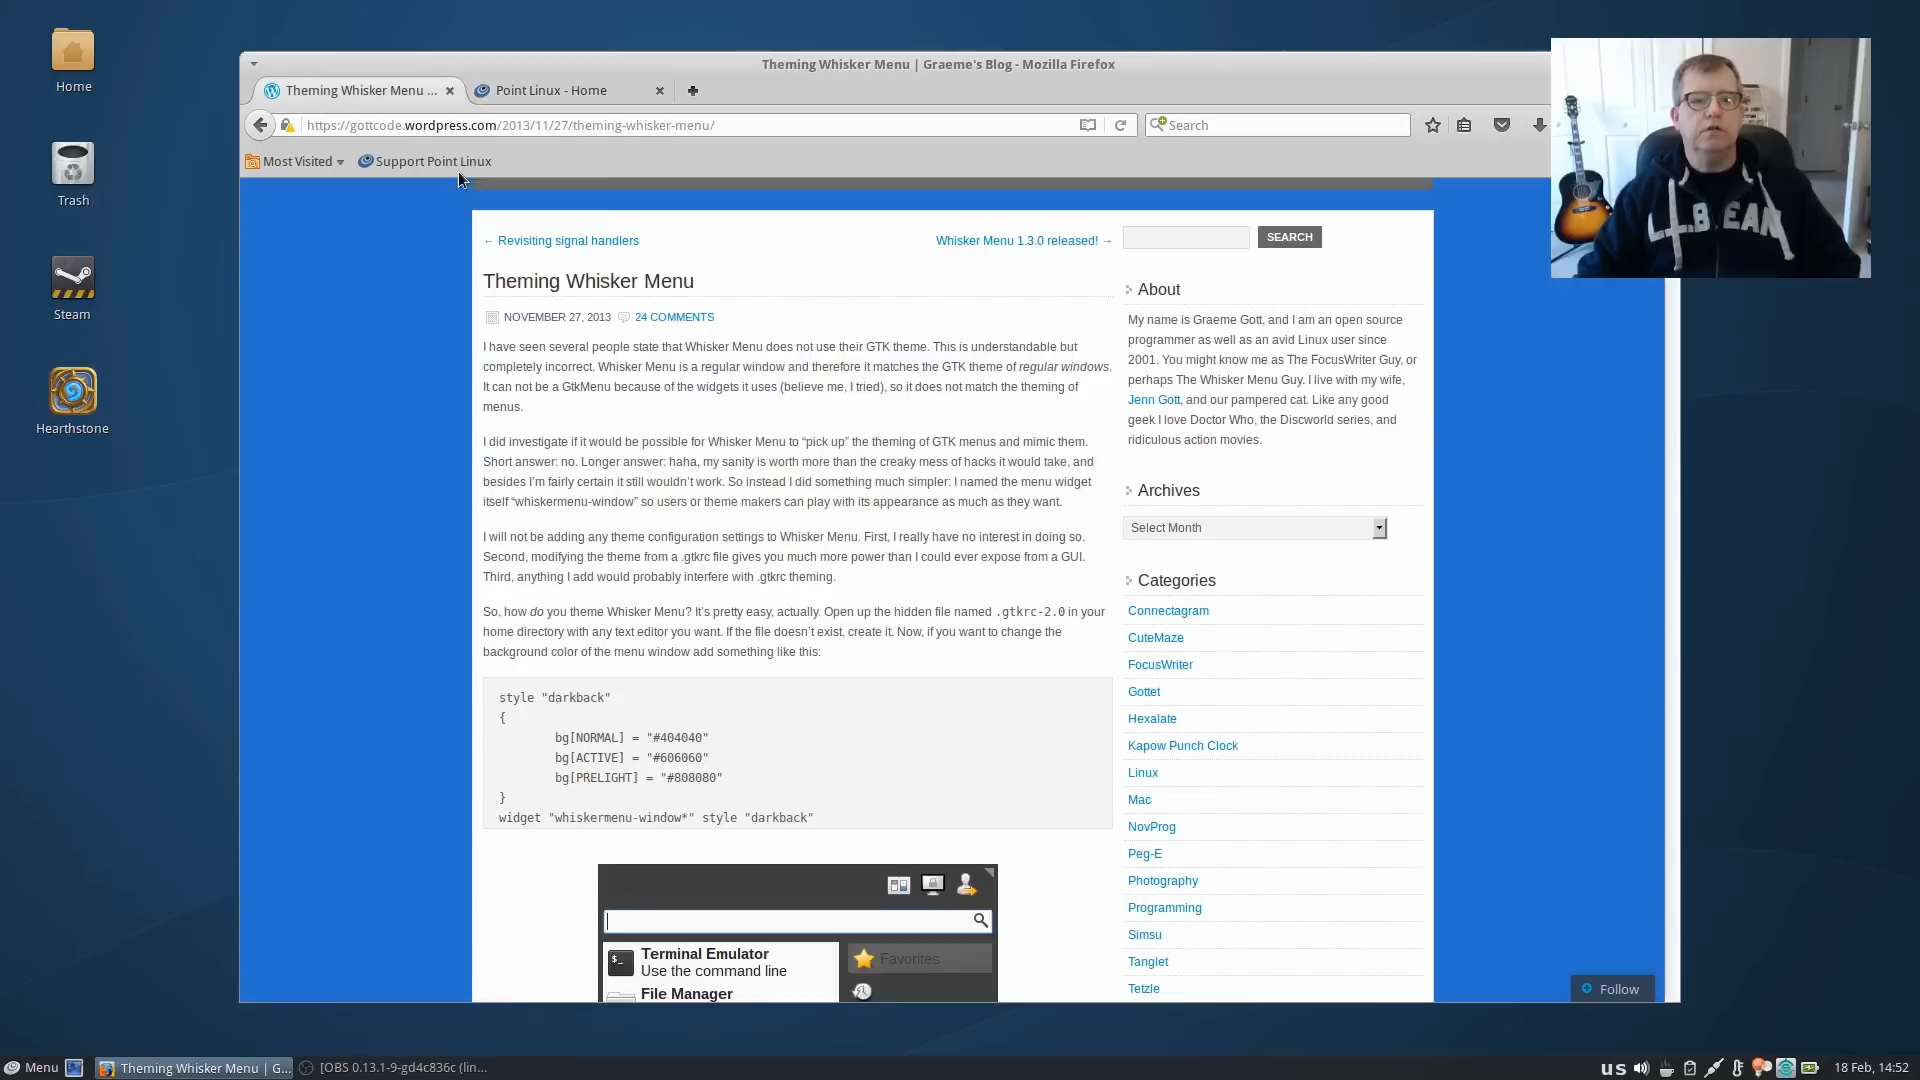 Home
Trash
Steam
Hearthstone
Theming Whisker Menu | Graeme's Blog - Mozilla Firefox
Theming Whisker Menu ...
Point Linux - Home
https://gottcode.wordpress.com/2013/11/27/theming-whisker-menu/
Search
Most Visited
Support Point Linux
L.L.BEAN
← Revisiting signal handlers
Whisker Menu 1.3.0 released! →
SEARCH
Theming Whisker Menu
NOVEMBER 27, 2013
24 COMMENTS
I have seen several people state that Whisker Menu does not use their GTK theme. This is understandable but
completely incorrect. Whisker Menu is a regular window and therefore it matches the GTK theme of regular windows.
It can not be a GtkMenu because of the widgets it uses (believe me, I tried), so it does not match the theming of
menus.
I did investigate if it would be possible for Whisker Menu to “pick up” the theming of GTK menus and mimic them.
Short answer: no. Longer answer: haha, my sanity is worth more than the creaky mess of hacks it would take, and
besides I’m fairly certain it still wouldn’t work. So instead I did something much simpler: I named the menu widget
itself “whiskermenu-window” so users or theme makers can play with its appearance as much as they want.
I will not be adding any theme configuration settings to Whisker Menu. First, I really have no interest in doing so.
Second, modifying the theme from a .gtkrc file gives you much more power than I could ever expose from a GUI.
Third, anything I add would probably interfere with .gtkrc theming.
So, how do you theme Whisker Menu? It’s pretty easy, actually. Open up the hidden file named .gtkrc-2.0 in your
home directory with any text editor you want. If the file doesn’t exist, create it. Now, if you want to change the
background color of the menu window add something like this:
style "darkback"
{
bg[NORMAL] = "#404040"
bg[ACTIVE] = "#606060"
bg[PRELIGHT] = "#808080"
}
widget "whiskermenu-window*" style "darkback"
Terminal Emulator
Use the command line
File Manager
Favorites
About
My name is Graeme Gott, and I am an open source
programmer as well as an avid Linux user since
2001. You might know me as The FocusWriter Guy, or
perhaps The Whisker Menu Guy. I live with my wife,
Jenn Gott, and our pampered cat. Like any good
geek I love Doctor Who, the Discworld series, and
ridiculous action movies.
Archives
Select Month
Categories
Connectagram
CuteMaze
FocusWriter
Gottet
Hexalate
Kapow Punch Clock
Linux
Mac
NovProg
Peg-E
Photography
Programming
Simsu
Tanglet
Tetzle
Follow
Menu
Theming Whisker Menu | G...
[OBS 0.13.1-9-gd4c836c (lin...
us
18 Feb, 14:52